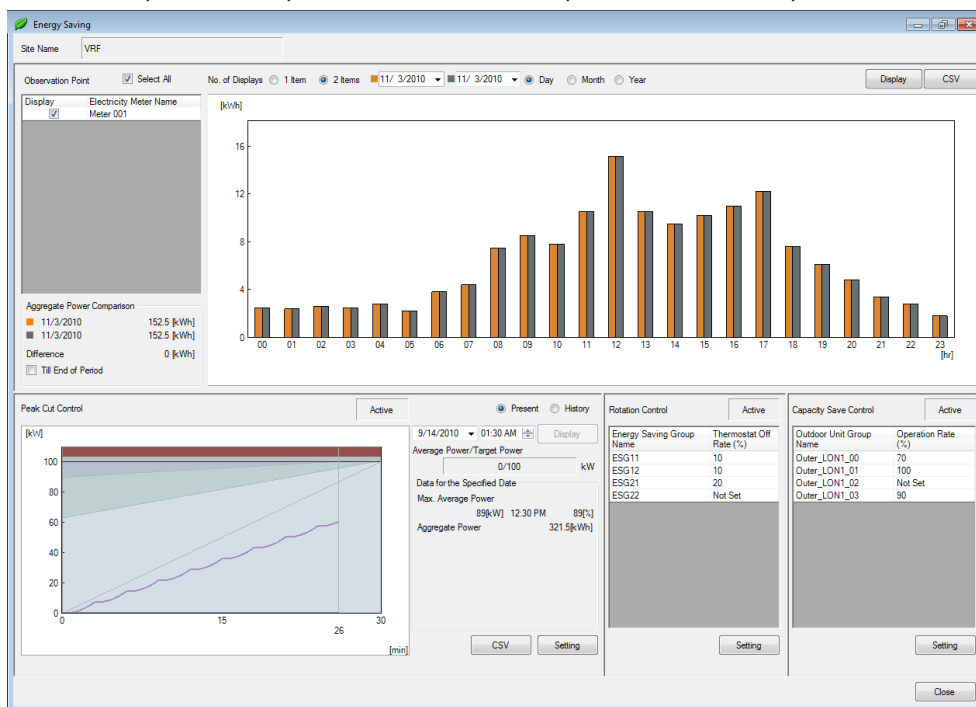 Energy Saving
Site Name VRF
Observation Point Select All No. of Displays 1 Item 2 Items 11/ 3/2010 11/ 3/2010 Day Month Year Display CSV
Display Electricity Meter Name
Meter 001
[kWh]
16
12
8
4
0
00 01 02 03 04 05 06 07 08 09 10 11 12 13 14 15 16 17 18 19 20 21 22 23
[hr]
Aggregate Power Comparison
11/3/2010 152.5 [kWh]
11/3/2010 152.5 [kWh]
Difference 0 [kWh]
Till End of Period
Peak Cut Control Active
[kW]
100
80
60
40
20
0
0 15 30
26
[min]
Present History
9/14/2010 01:30 AM Display
Average Power/Target Power
0/100 kW
Data for the Specified Date
Max. Average Power
89[kW] 12:30 PM 89[%]
Aggregate Power 321.5[kWh]
CSV Setting
Rotation Control Active
Energy Saving Group Name Thermostat Off Rate (%)
ESG11 10
ESG12 10
ESG21 20
ESG22 Not Set
Setting
Capacity Save Control Active
Outdoor Unit Group Name Operation Rate (%)
Outer_LON1_00 70
Outer_LON1_01 100
Outer_LON1_02 Not Set
Outer_LON1_03 90
Setting
Close